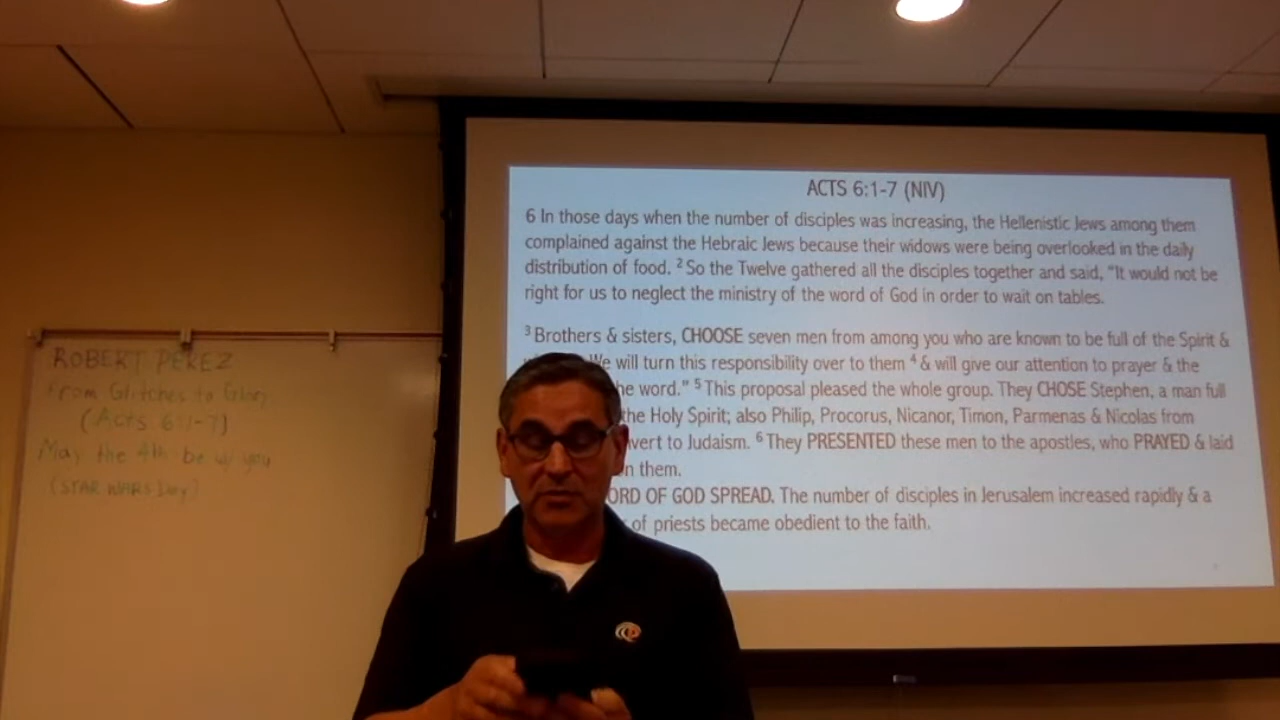 ROBERT PEREZ
From Glitches to Glory
(Acts 6:1-7)
May the 4th be w/ you
(STAR WARS Day)
ACTS 6:1-7 (NIV)
6 In those days when the number of disciples was increasing, the Hellenistic Jews among them
complained against the Hebraic Jews because their widows were being overlooked in the daily
distribution of food. 2 So the Twelve gathered all the disciples together and said, “It would not be
right for us to neglect the ministry of the word of God in order to wait on tables.
3 Brothers & sisters, CHOOSE seven men from among you who are known to be full of the Spirit &
We will turn this responsibility over to them 4 & will give our attention to prayer & the
he word.” 5 This proposal pleased the whole group. They CHOSE Stephen, a man full
the Holy Spirit; also Philip, Procorus, Nicanor, Timon, Parmenas & Nicolas from
vert to Judaism. 6 They PRESENTED these men to the apostles, who PRAYED & laid
n them.
ORD OF GOD SPREAD. The number of disciples in Jerusalem increased rapidly & a
of priests became obedient to the faith.